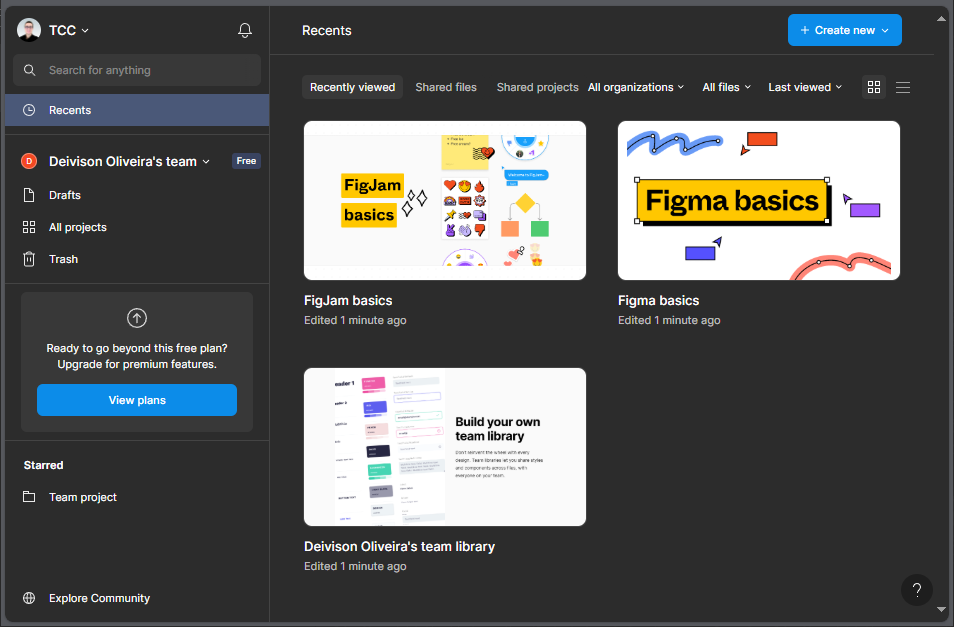 TCC
Search for anything
Recents
D
Deivison Oliveira's team
Free
Drafts
All projects
Trash
Ready to go beyond this free plan?
Upgrade for premium features.
View plans
Starred
Team project
Explore Community
Recents
+ Create new
Recently viewed
Shared files
Shared projects
All organizations
All files
Last viewed
FigJam
basics
Welcome to FigJam
FigJam basics
Edited 1 minute ago
Figma basics
Figma basics
Edited 1 minute ago
eader 1
Build your own
team library
Don't reinvent the wheel with every
design. Team libraries let you share styles
and components across files, with
everyone on your team.
Deivison Oliveira's team library
Edited 1 minute ago
?